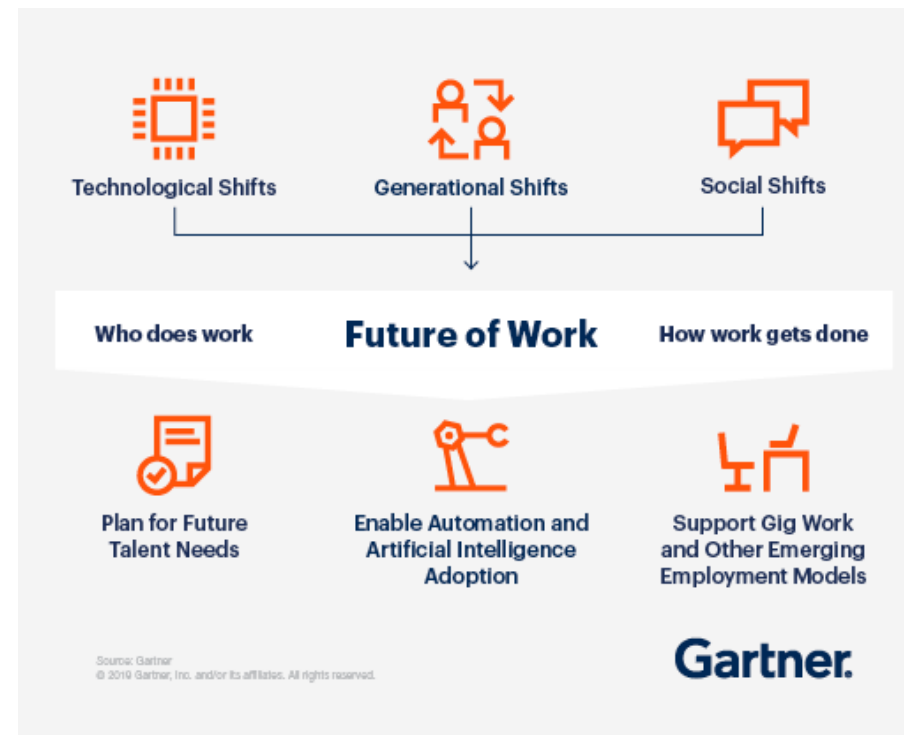 Technological Shifts
Generational Shifts
Social Shifts
Who does work
Future of Work
How work gets done
Plan for Future
Talent Needs
Enable Automation and
Artificial Intelligence
Adoption
Support Gig Work
and Other Emerging
Employment Models
Source: Gartner
© 2019 Gartner, Inc. and/or its affiliates. All rights reserved.
Gartner.